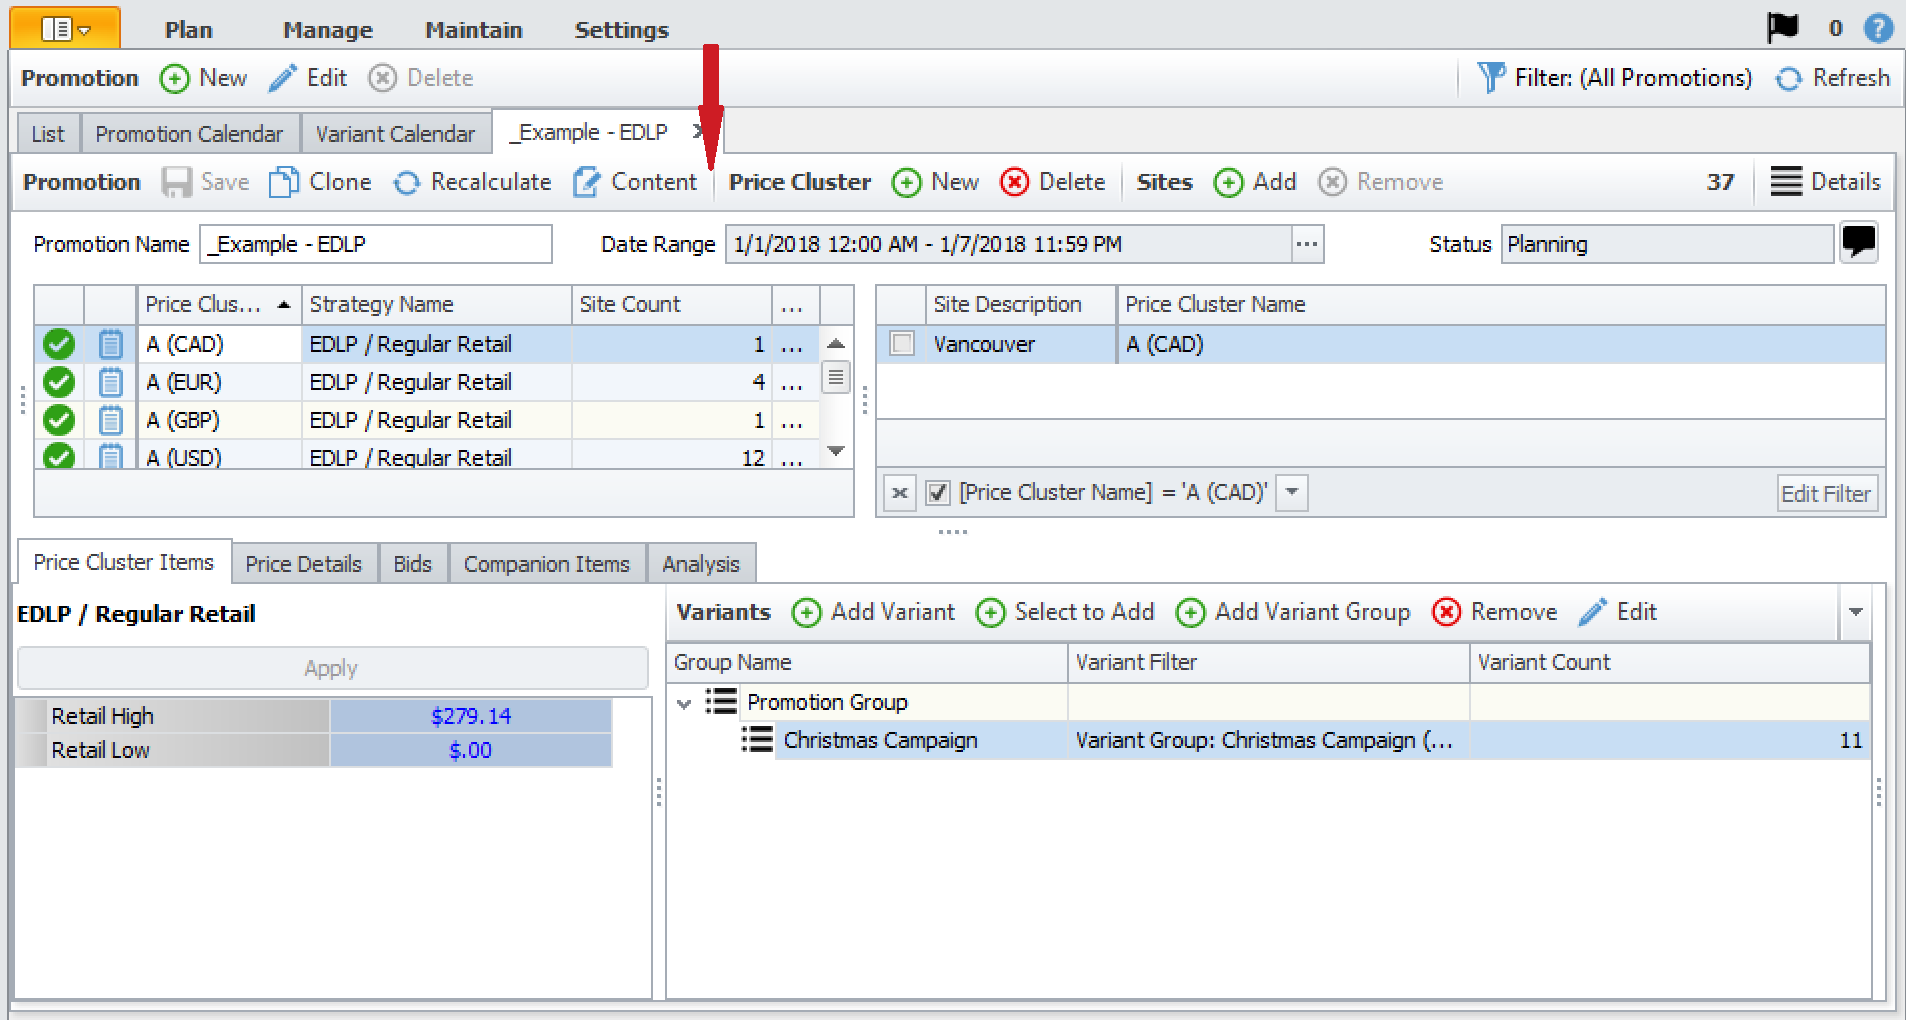 Plan Manage Maintain Settings 0 ?
Promotion New Edit Delete Filter: (All Promotions) Refresh
List Promotion Calendar Variant Calendar _Example - EDLP x
Promotion Save Clone Recalculate Content Price Cluster New Delete Sites Add Remove 37 Details
Promotion Name _Example - EDLP Date Range 1/1/2018 12:00 AM - 1/7/2018 11:59 PM ... Status Planning
Price Clus... Strategy Name Site Count ... Site Description Price Cluster Name
A (CAD) EDLP / Regular Retail 1 ... Vancouver A (CAD)
A (EUR) EDLP / Regular Retail 4 ...
A (GBP) EDLP / Regular Retail 1 ...
A (USD) EDLP / Regular Retail 12 ...
x [Price Cluster Name] = 'A (CAD)' Edit Filter
Price Cluster Items Price Details Bids Companion Items Analysis
EDLP / Regular Retail Variants Add Variant Select to Add Add Variant Group Remove Edit
Apply Group Name Variant Filter Variant Count
Promotion Group
Retail High $279.14
Christmas Campaign Variant Group: Christmas Campaign (... 11
Retail Low $.00